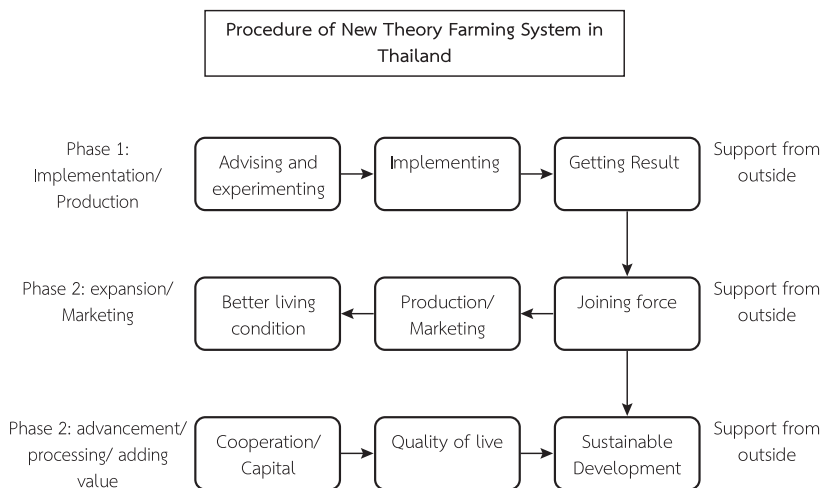 Procedure of New Theory Farming System in
Thailand
Phase 1:
Implementation/
Production
Advising and
experimenting
Implementing
Getting Result
Support from
outside
Phase 2: expansion/
Marketing
Better living
condition
Production/
Marketing
Joining force
Support from
outside
Phase 2: advancement/
processing/ adding
value
Cooperation/
Capital
Quality of live
Sustainable
Development
Support from
outside